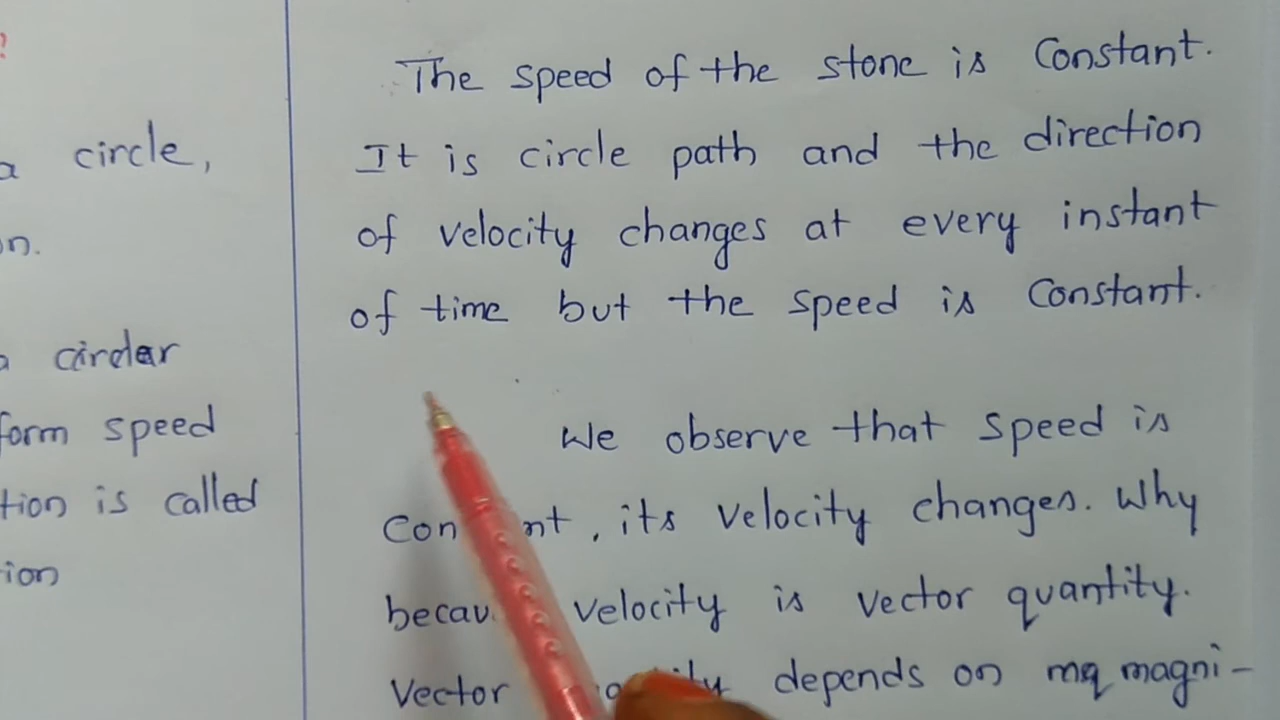 ?
a circle,
on.
a circlar
form speed
tion is called
ion
The speed of the stone is Constant.
It is circle path and the direction
of velocity changes at every instant
of time but the speed is Constant.
We observe that speed is
Con nt, its velocity changes. Why
becau velocity is vector quantity.
Vector depends on mq magni-